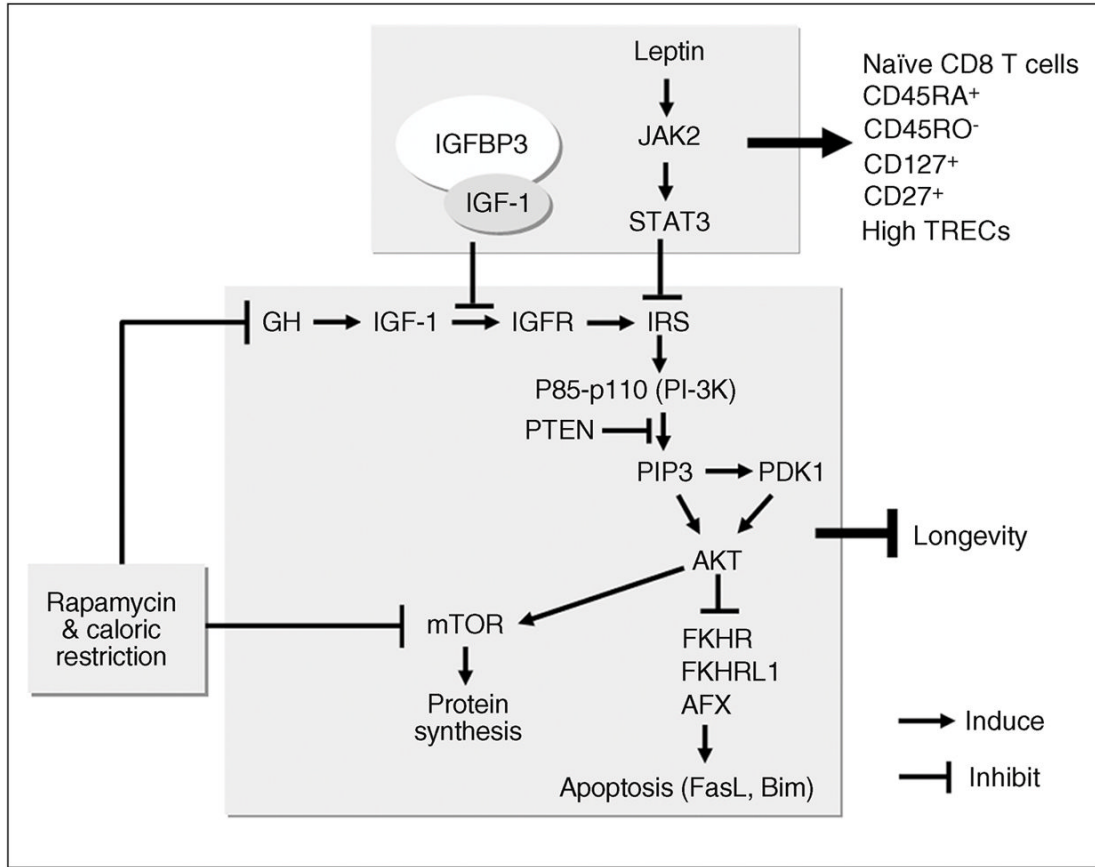 Leptin
JAK2
STAT3
IGFBP3
IGF-1
Naïve CD8 T cells
CD45RA+
CD45RO-
CD127+
CD27+
High TRECs
GH
IGF-1
IGFR
IRS
P85-p110 (PI-3K)
PTEN
PIP3
PDK1
AKT
Longevity
Rapamycin
& caloric
restriction
mTOR
Protein
synthesis
FKHR
FKHRL1
AFX
Apoptosis (FasL, Bim)
Induce
Inhibit